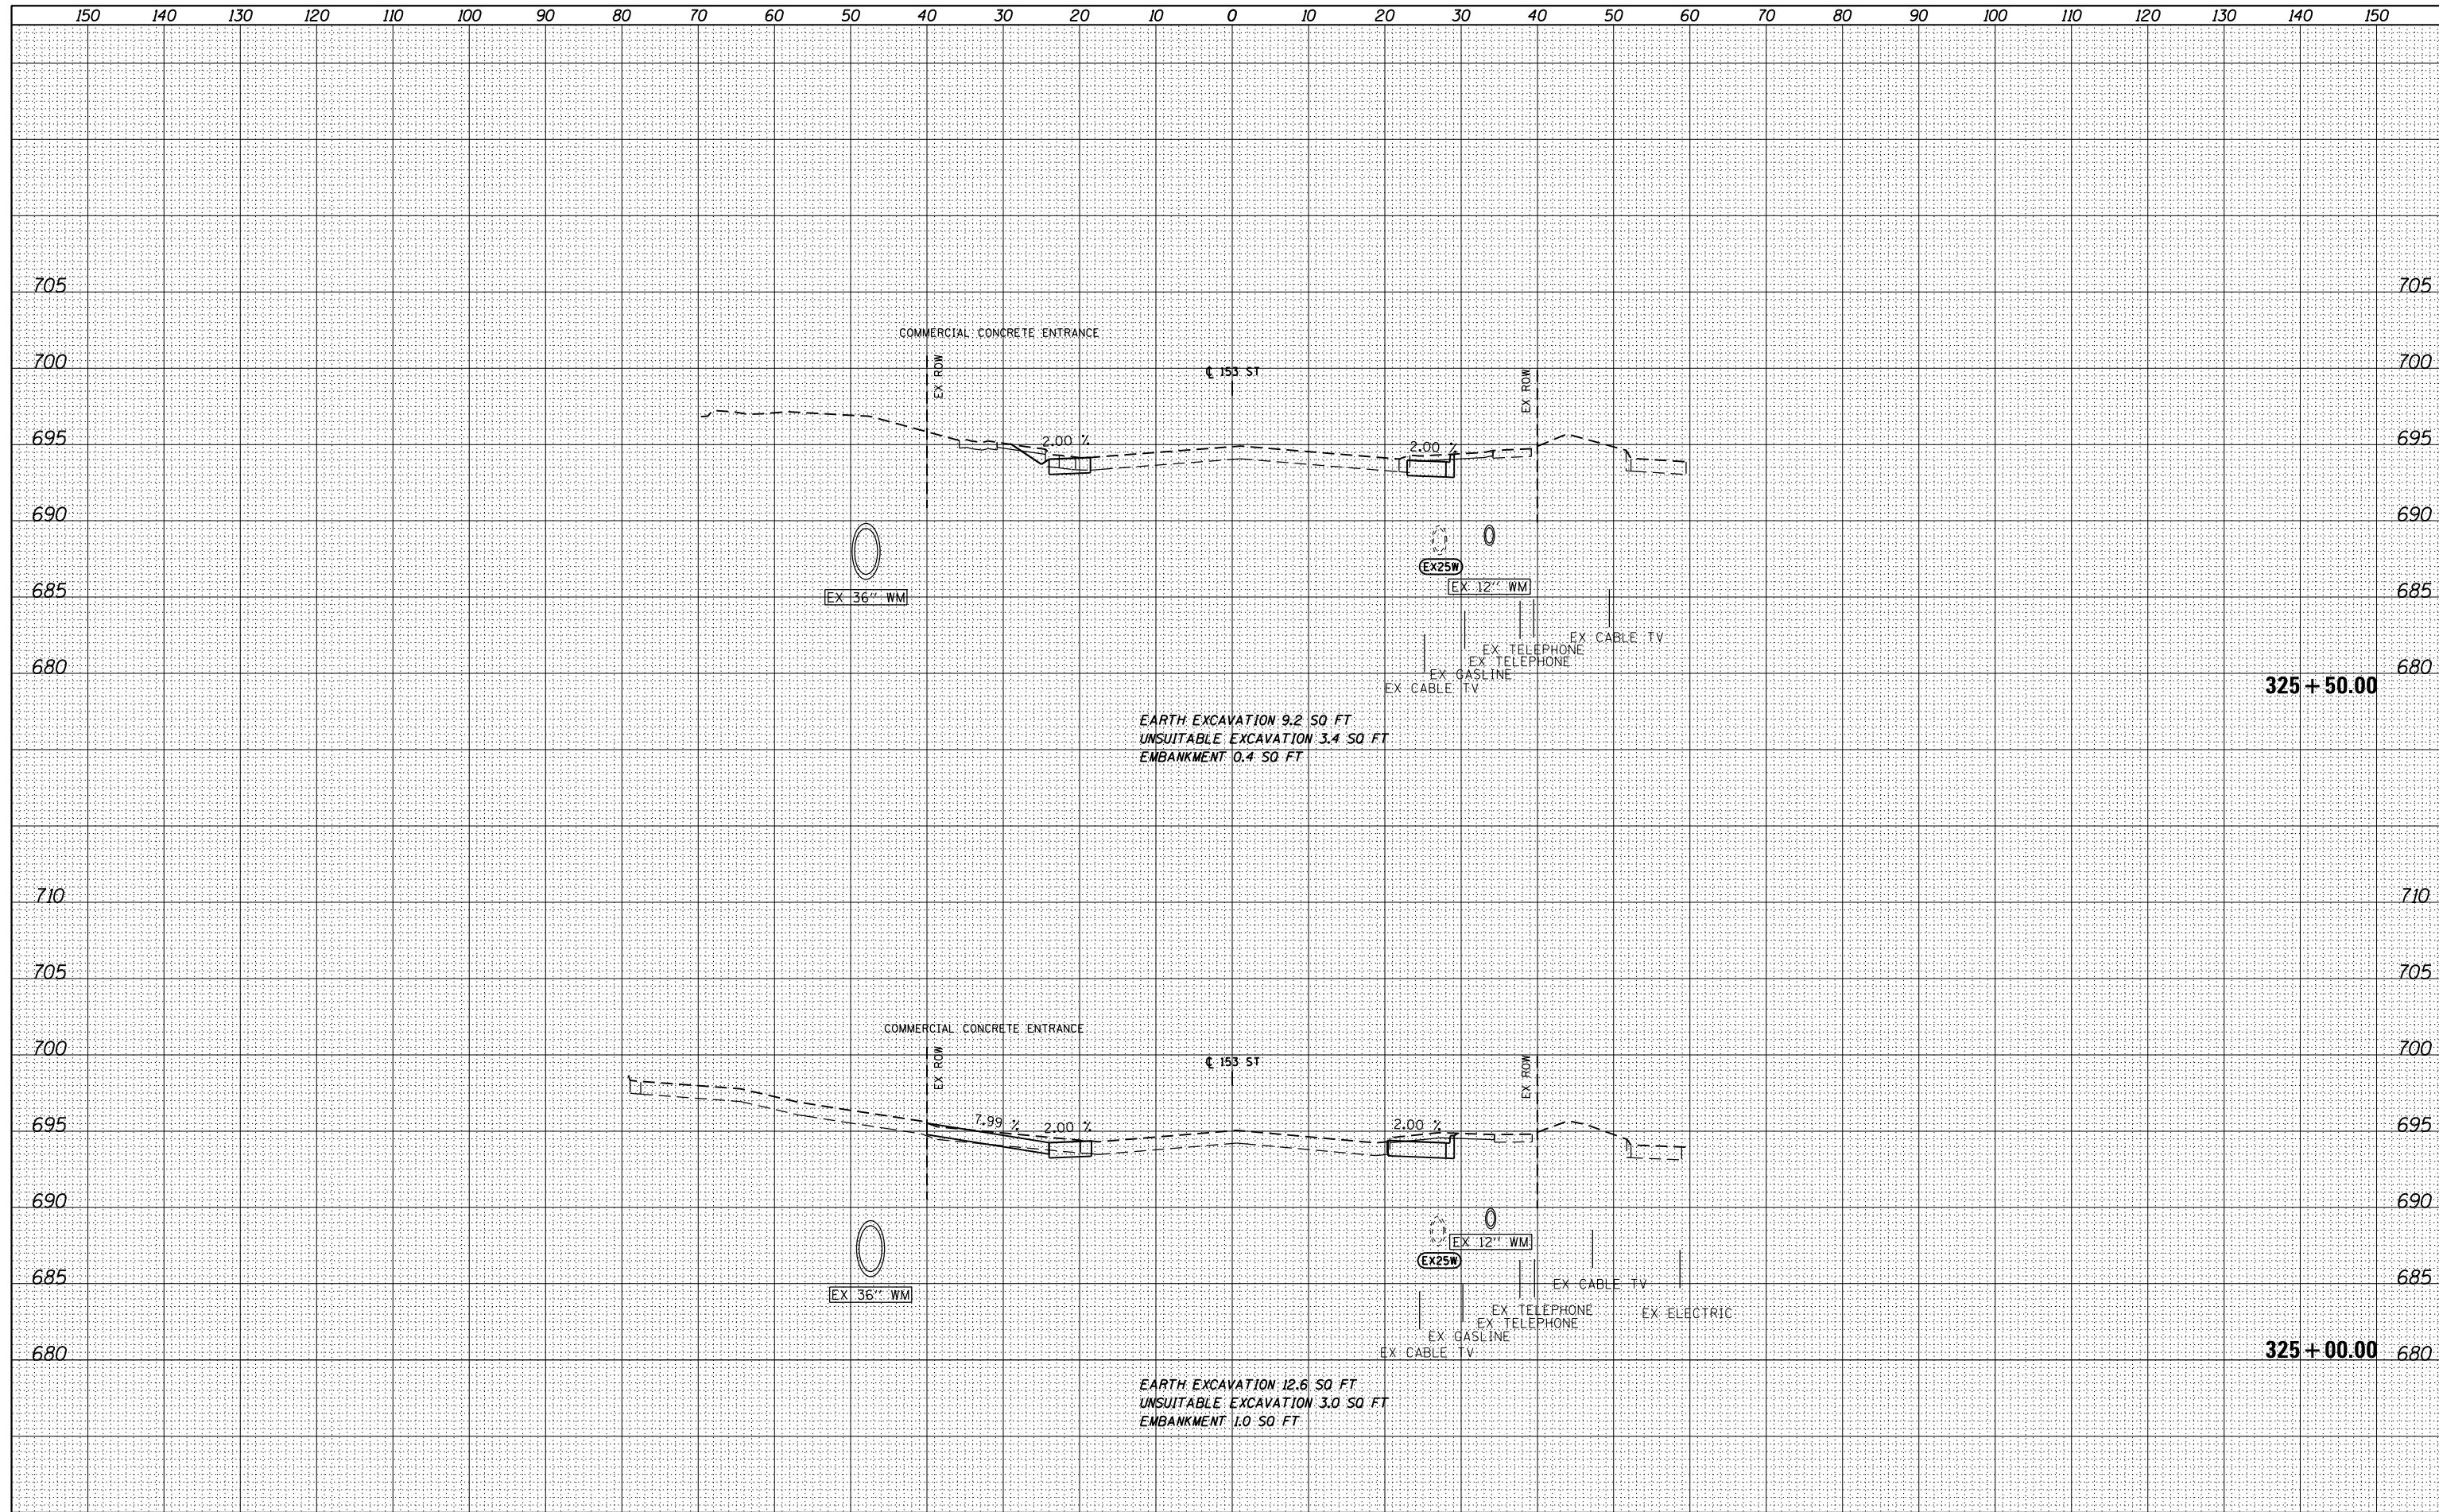 150 140 130 120 110 100 90 80 70 60 50 40 30 20 10 0 10 20 30 40 50 60 70 80 90 100 110 120 130 140 150
705 705
COMMERCIAL CONCRETE ENTRANCE
700 700
EX ROW
℄ 153 ST
EX ROW
695 695
2.00 %
2.00 %
690 690
EX25W
EX 12" WM
685 685
EX 36" WM
EX CABLE TV
EX TELEPHONE
EX TELEPHONE
680 680
EX GASLINE
EX CABLE TV
325 + 50.00
EARTH EXCAVATION 9.2 SQ FT
UNSUITABLE EXCAVATION 3.4 SQ FT
EMBANKMENT 0.4 SQ FT
710 710
705 705
COMMERCIAL CONCRETE ENTRANCE
700 700
EX ROW
℄ 153 ST
EX ROW
695 695
7.99 %
2.00 %
2.00 %
690 690
EX 12" WM
EX25W
685 685
EX 36" WM
EX CABLE TV
EX TELEPHONE
EX ELECTRIC
EX TELEPHONE
EX GASLINE
680 680
EX CABLE TV
325 + 00.00
EARTH EXCAVATION 12.6 SQ FT
UNSUITABLE EXCAVATION 3.0 SQ FT
EMBANKMENT 1.0 SQ FT